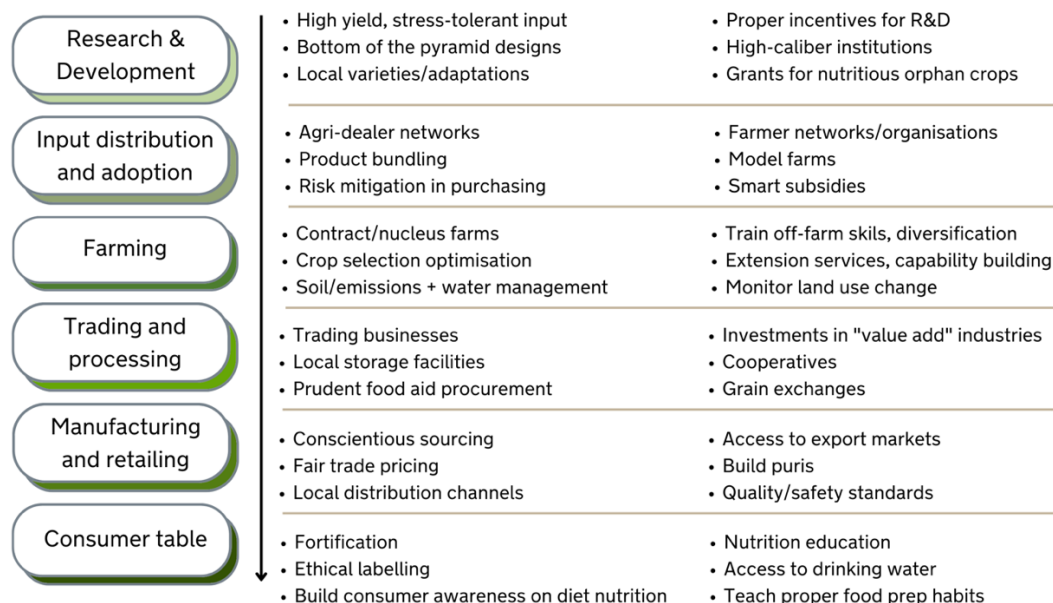 Research &
Development
• High yield, stress-tolerant input
• Bottom of the pyramid designs
• Local varieties/adaptations
• Proper incentives for R&D
• High-caliber institutions
• Grants for nutritious orphan crops
Input distribution
and adoption
• Agri-dealer networks
• Product bundling
• Risk mitigation in purchasing
• Farmer networks/organisations
• Model farms
• Smart subsidies
Farming
• Contract/nucleus farms
• Crop selection optimisation
• Soil/emissions + water management
• Train off-farm skils, diversification
• Extension services, capability building
• Monitor land use change
Trading and
processing
• Trading businesses
• Local storage facilities
• Prudent food aid procurement
• Investments in "value add" industries
• Cooperatives
• Grain exchanges
Manufacturing
and retailing
• Conscientious sourcing
• Fair trade pricing
• Local distribution channels
• Access to export markets
• Build puris
• Quality/safety standards
Consumer table
• Fortification
• Ethical labelling
• Build consumer awareness on diet nutrition
• Nutrition education
• Access to drinking water
• Teach proper food prep habits